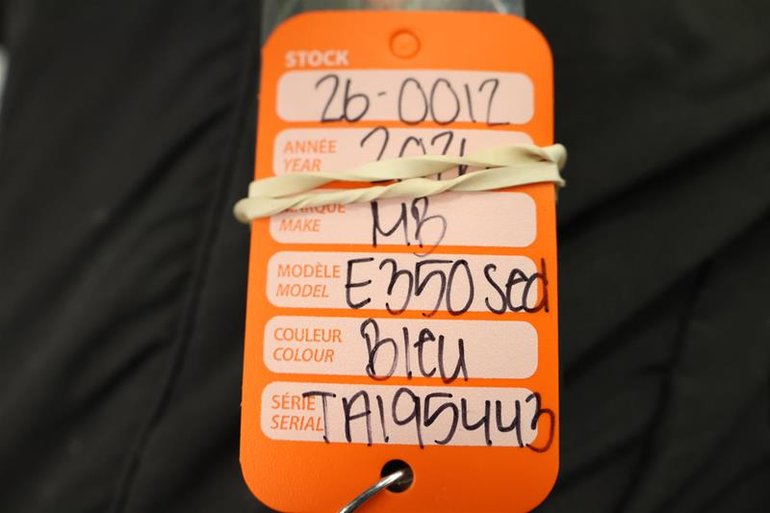 STOCK
26-0012
ANNÉE
YEAR
MAKE
MB
MODÈLE
MODEL
E350 sed
COULEUR
COLOUR
Bleu
SÉRIE
SERIAL
TA195443